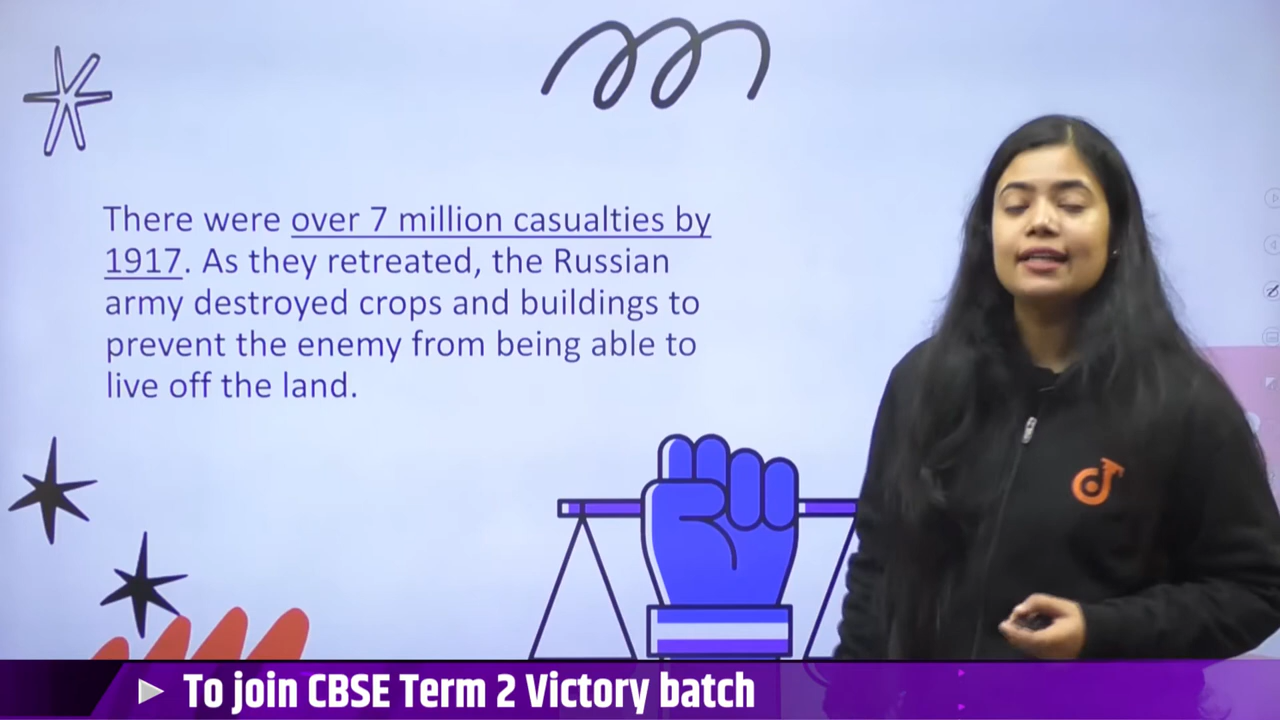 There were over 7 million casualties by
1917. As they retreated, the Russian
army destroyed crops and buildings to
prevent the enemy from being able to
live off the land.
To join CBSE Term 2 Victory batch